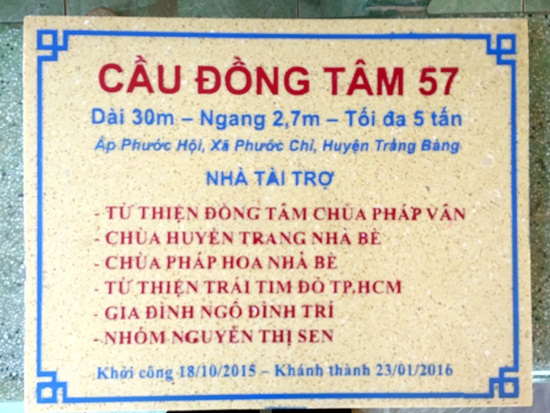 CẦU ĐỒNG TÂM 57
Dài 30m – Ngang 2,7m – Tối đa 5 tấn
Ấp Phước Hội, Xã Phước Chỉ, Huyện Trảng Bàng
NHÀ TÀI TRỢ
- TỪ THIỆN ĐỒNG TÂM CHÙA PHÁP VÂN
- CHÙA HUYỀN TRANG NHÀ BÈ
- CHÙA PHÁP HOA NHÀ BÈ
- TỪ THIỆN TRÁI TIM ĐỎ TP.HCM
- GIA ĐÌNH NGÔ ĐÌNH TRÍ
- NHÓM NGUYỄN THỊ SEN
Khởi công 18/10/2015 – Khánh thành 23/01/2016